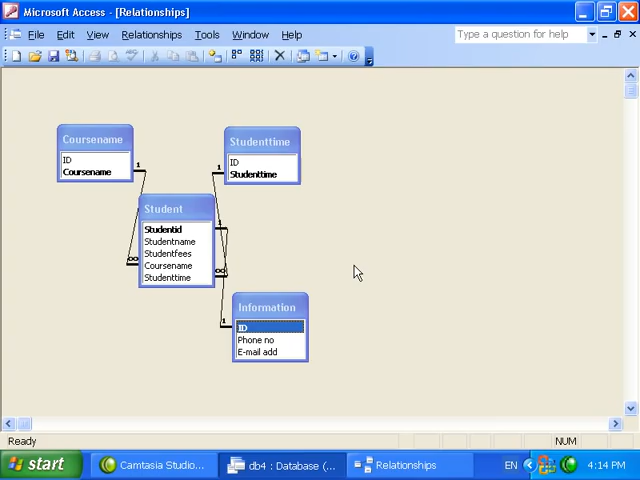 Microsoft Access - [Relationships]
File Edit View Relationships Tools Window Help
Type a question for help
Coursename
ID
Coursename
1
Studenttime
ID
Studenttime
1
Student
Studentid
Studentname
Studentfees
Coursename
Studenttime
1
∞
∞
Information
ID
Phone no
E-mail add
1
Ready
NUM
start
Camtasia Studio...
db4 : Database (...
Relationships
EN
4:14 PM